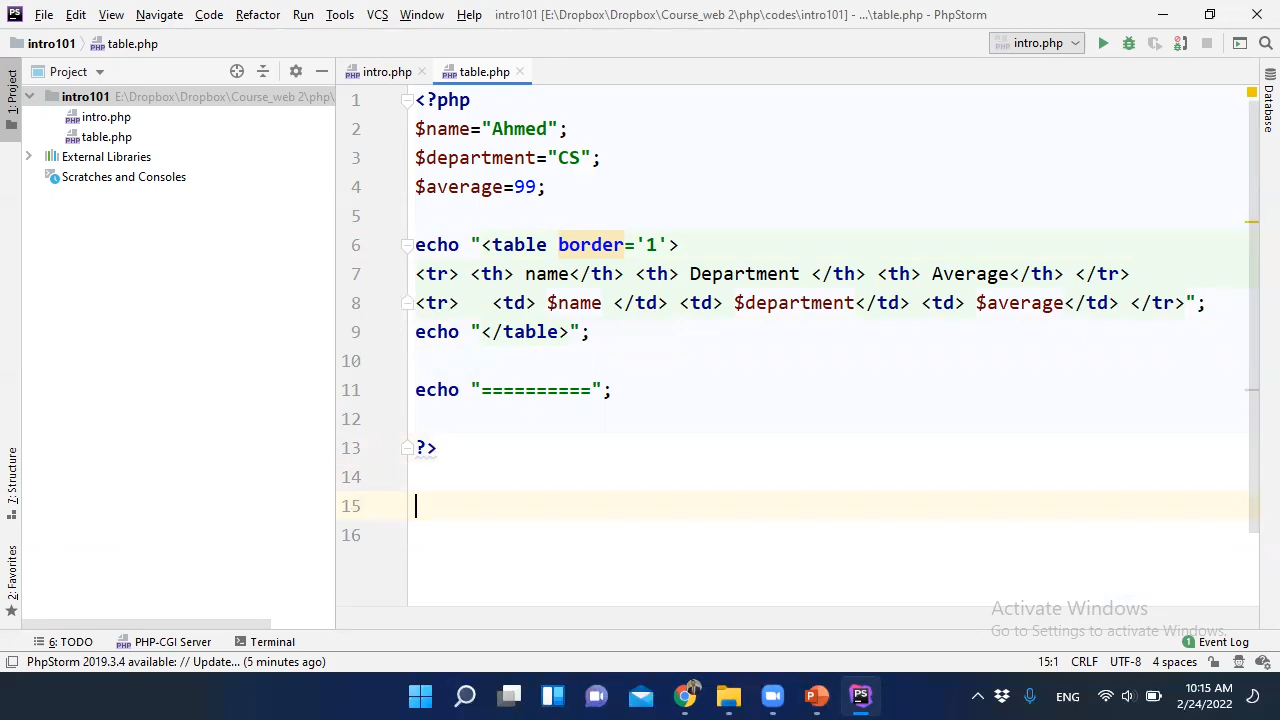 File Edit View Navigate Code Refactor Run Tools VCS Window Help intro101 [E:\Dropbox\Dropbox\Course_web 2\php\codes\intro101] - ...\table.php - PhpStorm
intro101 table.php intro.php
Project
intro.php table.php
1: Project
intro101 E:\Dropbox\Dropbox\Course_web 2\php\
intro.php
table.php
External Libraries
Scratches and Consoles
7: Structure
2: Favorites
1 <?php
2 $name="Ahmed";
3 $department="CS";
4 $average=99;
5
6 echo "<table border='1'>
7 <tr> <th> name</th> <th> Department </th> <th> Average</th> </tr>
8 <tr>   <td> $name </td> <td> $department</td> <td> $average</td> </tr>";
9 echo "</table>";
10
11 echo "==========";
12
13 ?>
14
15
16
Database
Activate Windows
Go to Settings to activate Windows.
6: TODO PHP-CGI Server Terminal 1 Event Log
PhpStorm 2019.3.4 available: // Update... (5 minutes ago) 15:1 CRLF UTF-8 4 spaces
ENG 10:15 AM
2/24/2022